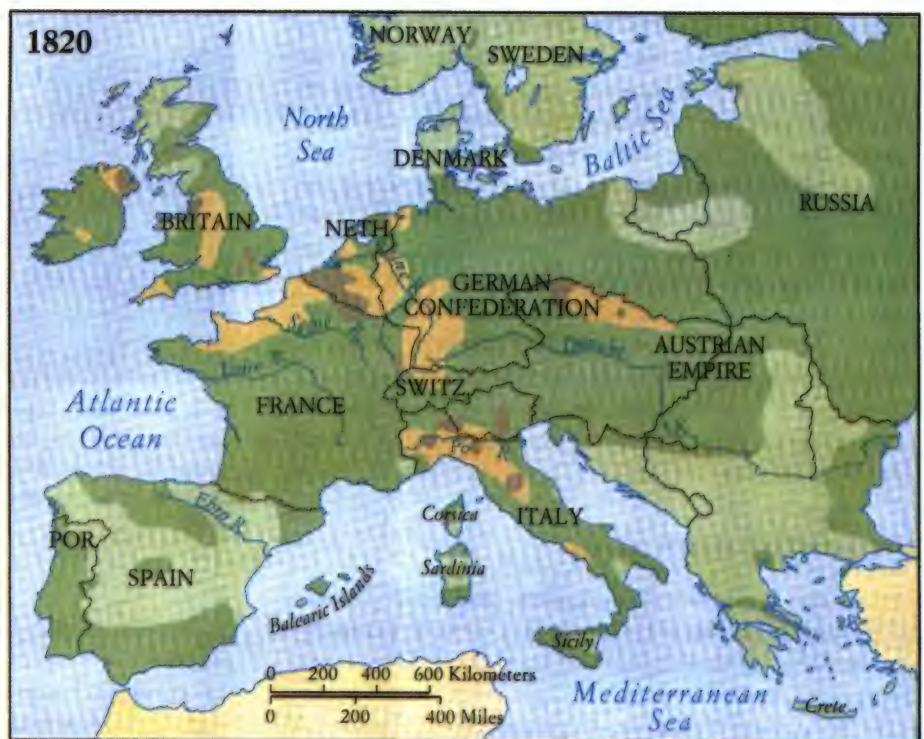 1820
NORWAY
SWEDEN
North
Sea
Baltic Sea
DENMARK
RUSSIA
BRITAIN
NETH
GERMAN
CONFEDERATION
Seine
Loire R.
Danube
AUSTRIAN
EMPIRE
SWITZ
FRANCE
Atlantic
Ocean
Po R.
Ebro R.
Corsica
ITALY
POR
SPAIN
Sardinia
Balearic Islands
Sicily
0 200 400 600 Kilometers
0 200 400 Miles
Mediterranean
Sea
Crete